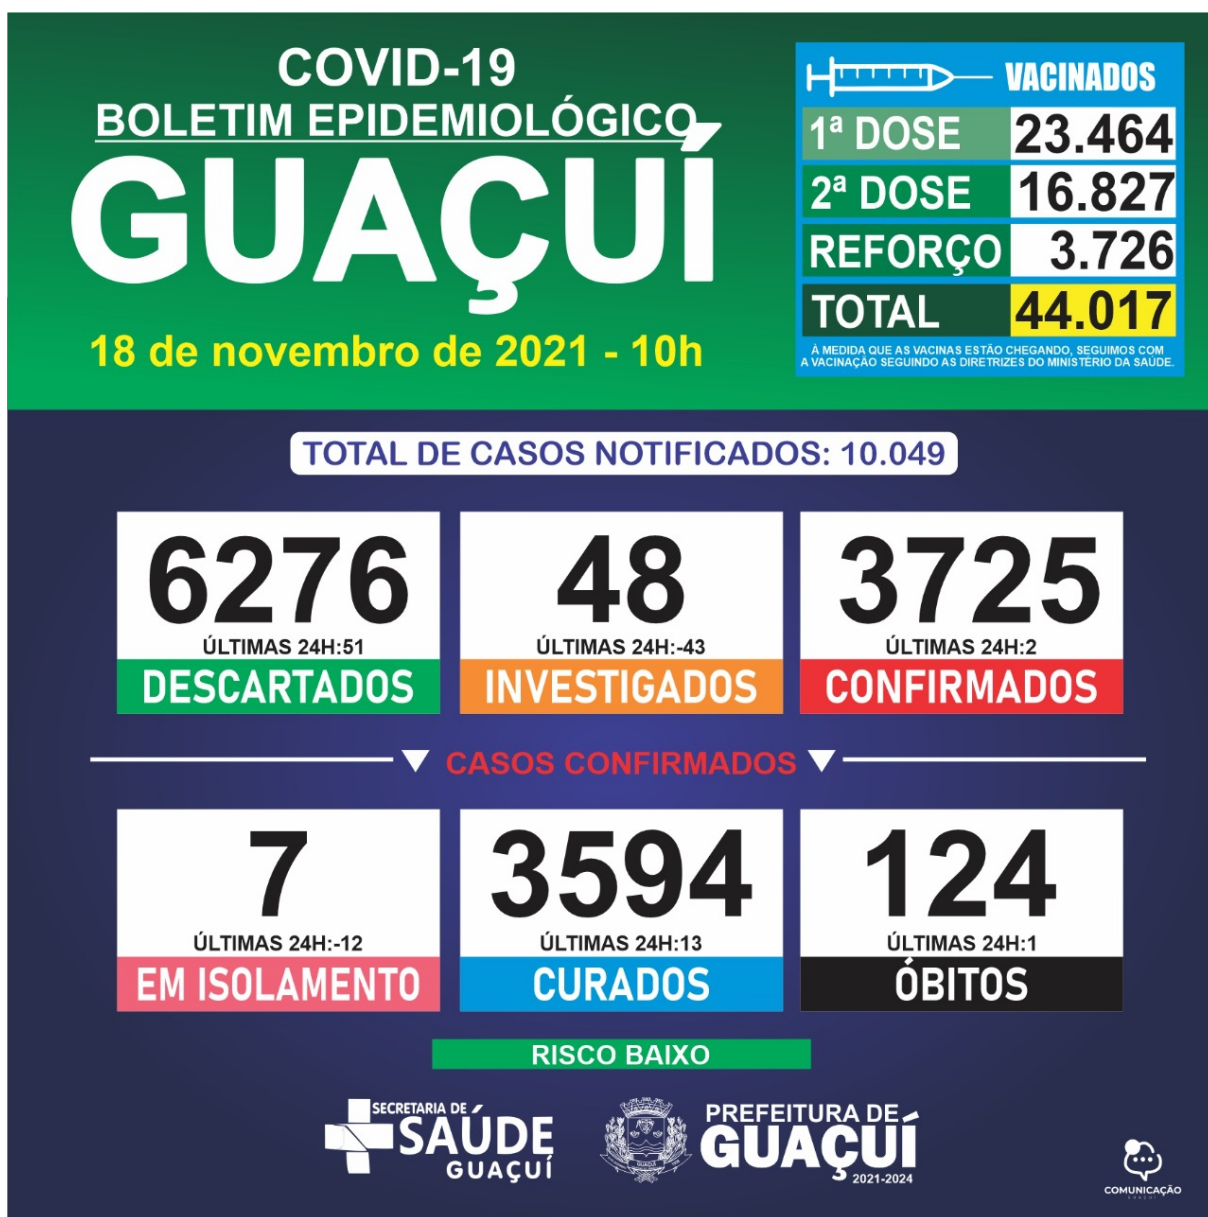 COVID-19
BOLETIM EPIDEMIOLÓGICO
GUAÇUÍ
18 de novembro de 2021 - 10h
VACINADOS
1ª DOSE 23.464
2ª DOSE 16.827
REFORÇO 3.726
TOTAL 44.017
À MEDIDA QUE AS VACINAS ESTÃO CHEGANDO, SEGUIMOS COM
A VACINAÇÃO SEGUINDO AS DIRETRIZES DO MINISTÉRIO DA SAÚDE.
TOTAL DE CASOS NOTIFICADOS: 10.049
6276
ÚLTIMAS 24H:51
DESCARTADOS
48
ÚLTIMAS 24H:-43
INVESTIGADOS
3725
ÚLTIMAS 24H:2
CONFIRMADOS
CASOS CONFIRMADOS
7
ÚLTIMAS 24H:-12
EM ISOLAMENTO
3594
ÚLTIMAS 24H:13
CURADOS
124
ÚLTIMAS 24H:1
ÓBITOS
RISCO BAIXO
SECRETARIA DE
SAÚDE
GUAÇUÍ
PREFEITURA DE
GUAÇUÍ
2021-2024
COMUNICAÇÃO